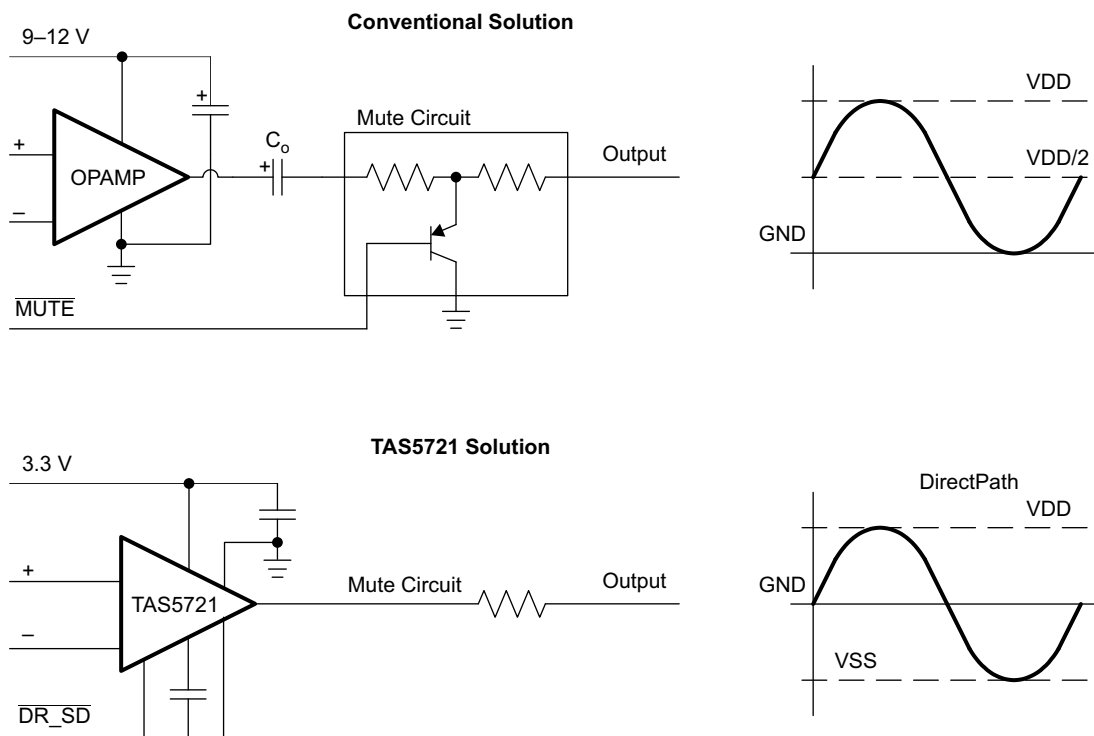 Conventional Solution
9–12 V
+
Mute Circuit
C_o
+
Output
+
OPAMP
–
MUTE
VDD
VDD/2
GND
TAS5721 Solution
3.3 V
+
TAS5721
–
Mute Circuit
Output
DR_SD
DirectPath
VDD
GND
VSS